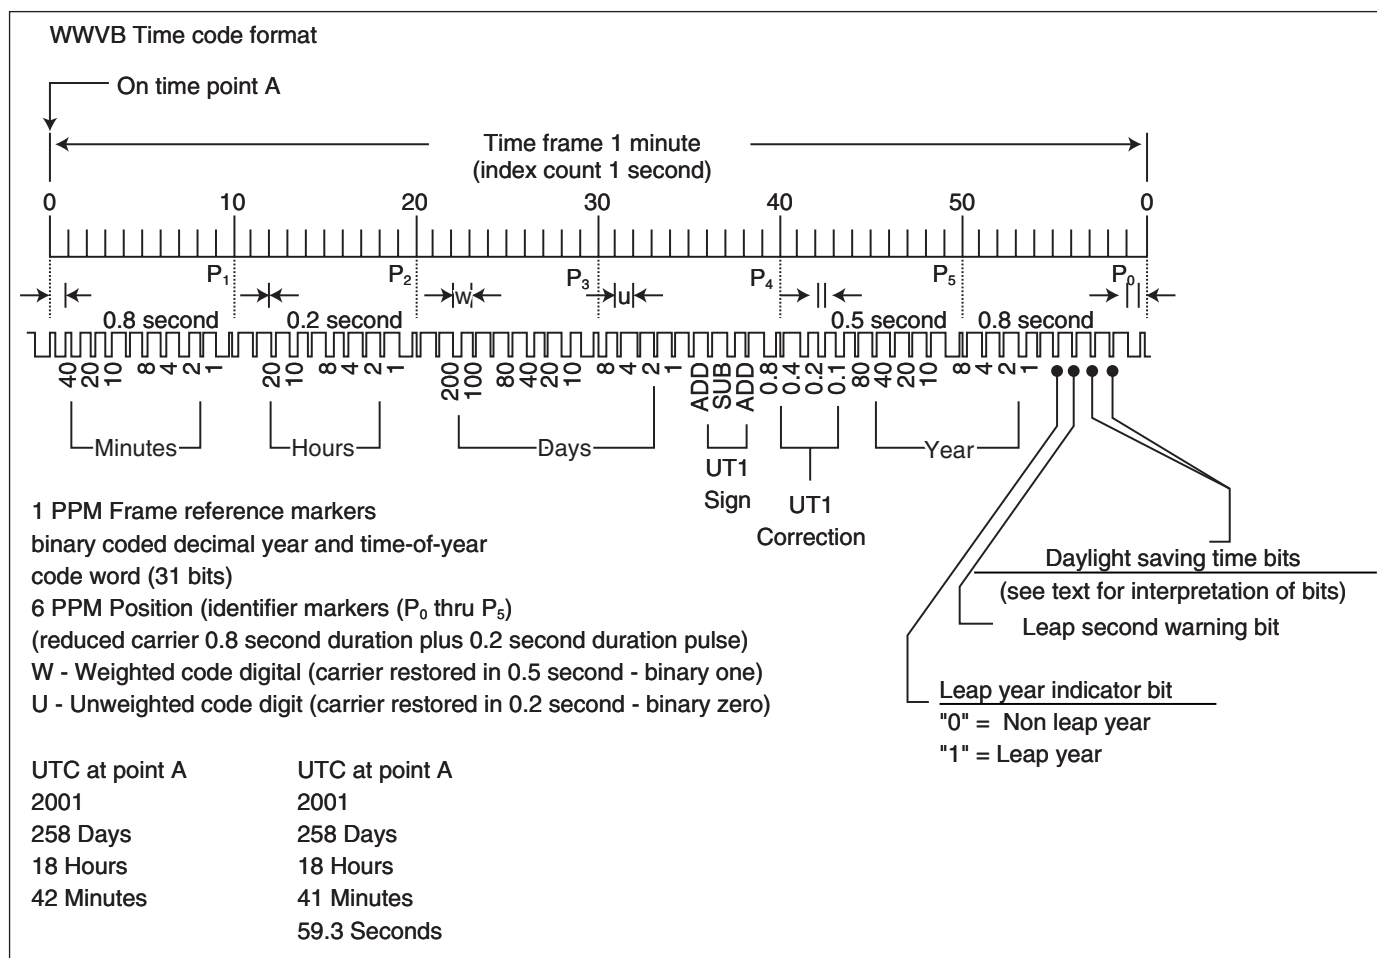 WWVB Time code format
On time point A
Time frame 1 minute
(index count 1 second)
0 10 20 30 40 50 0
P1 P2 P3 P4 P5 P0
W u
0.8 second 0.2 second 0.5 second 0.8 second
40 20 10 8 4 2 1 20 10 8 4 2 1 200 100 80 40 20 10 8 4 2 1 ADD SUB ADD 0.8 0.4 0.2 0.1 80 40 20 10 8 4 2 1
Minutes Hours Days Year
UT1
Sign
UT1
Correction
1 PPM Frame reference markers
binary coded decimal year and time-of-year
code word (31 bits)
6 PPM Position (identifier markers (P0 thru P5)
(reduced carrier 0.8 second duration plus 0.2 second duration pulse)
W - Weighted code digital (carrier restored in 0.5 second - binary one)
U - Unweighted code digit (carrier restored in 0.2 second - binary zero)
Daylight saving time bits
(see text for interpretation of bits)
Leap second warning bit
Leap year indicator bit
"0" = Non leap year
"1" = Leap year
UTC at point A
2001
258 Days
18 Hours
42 Minutes
UTC at point A
2001
258 Days
18 Hours
41 Minutes
59.3 Seconds